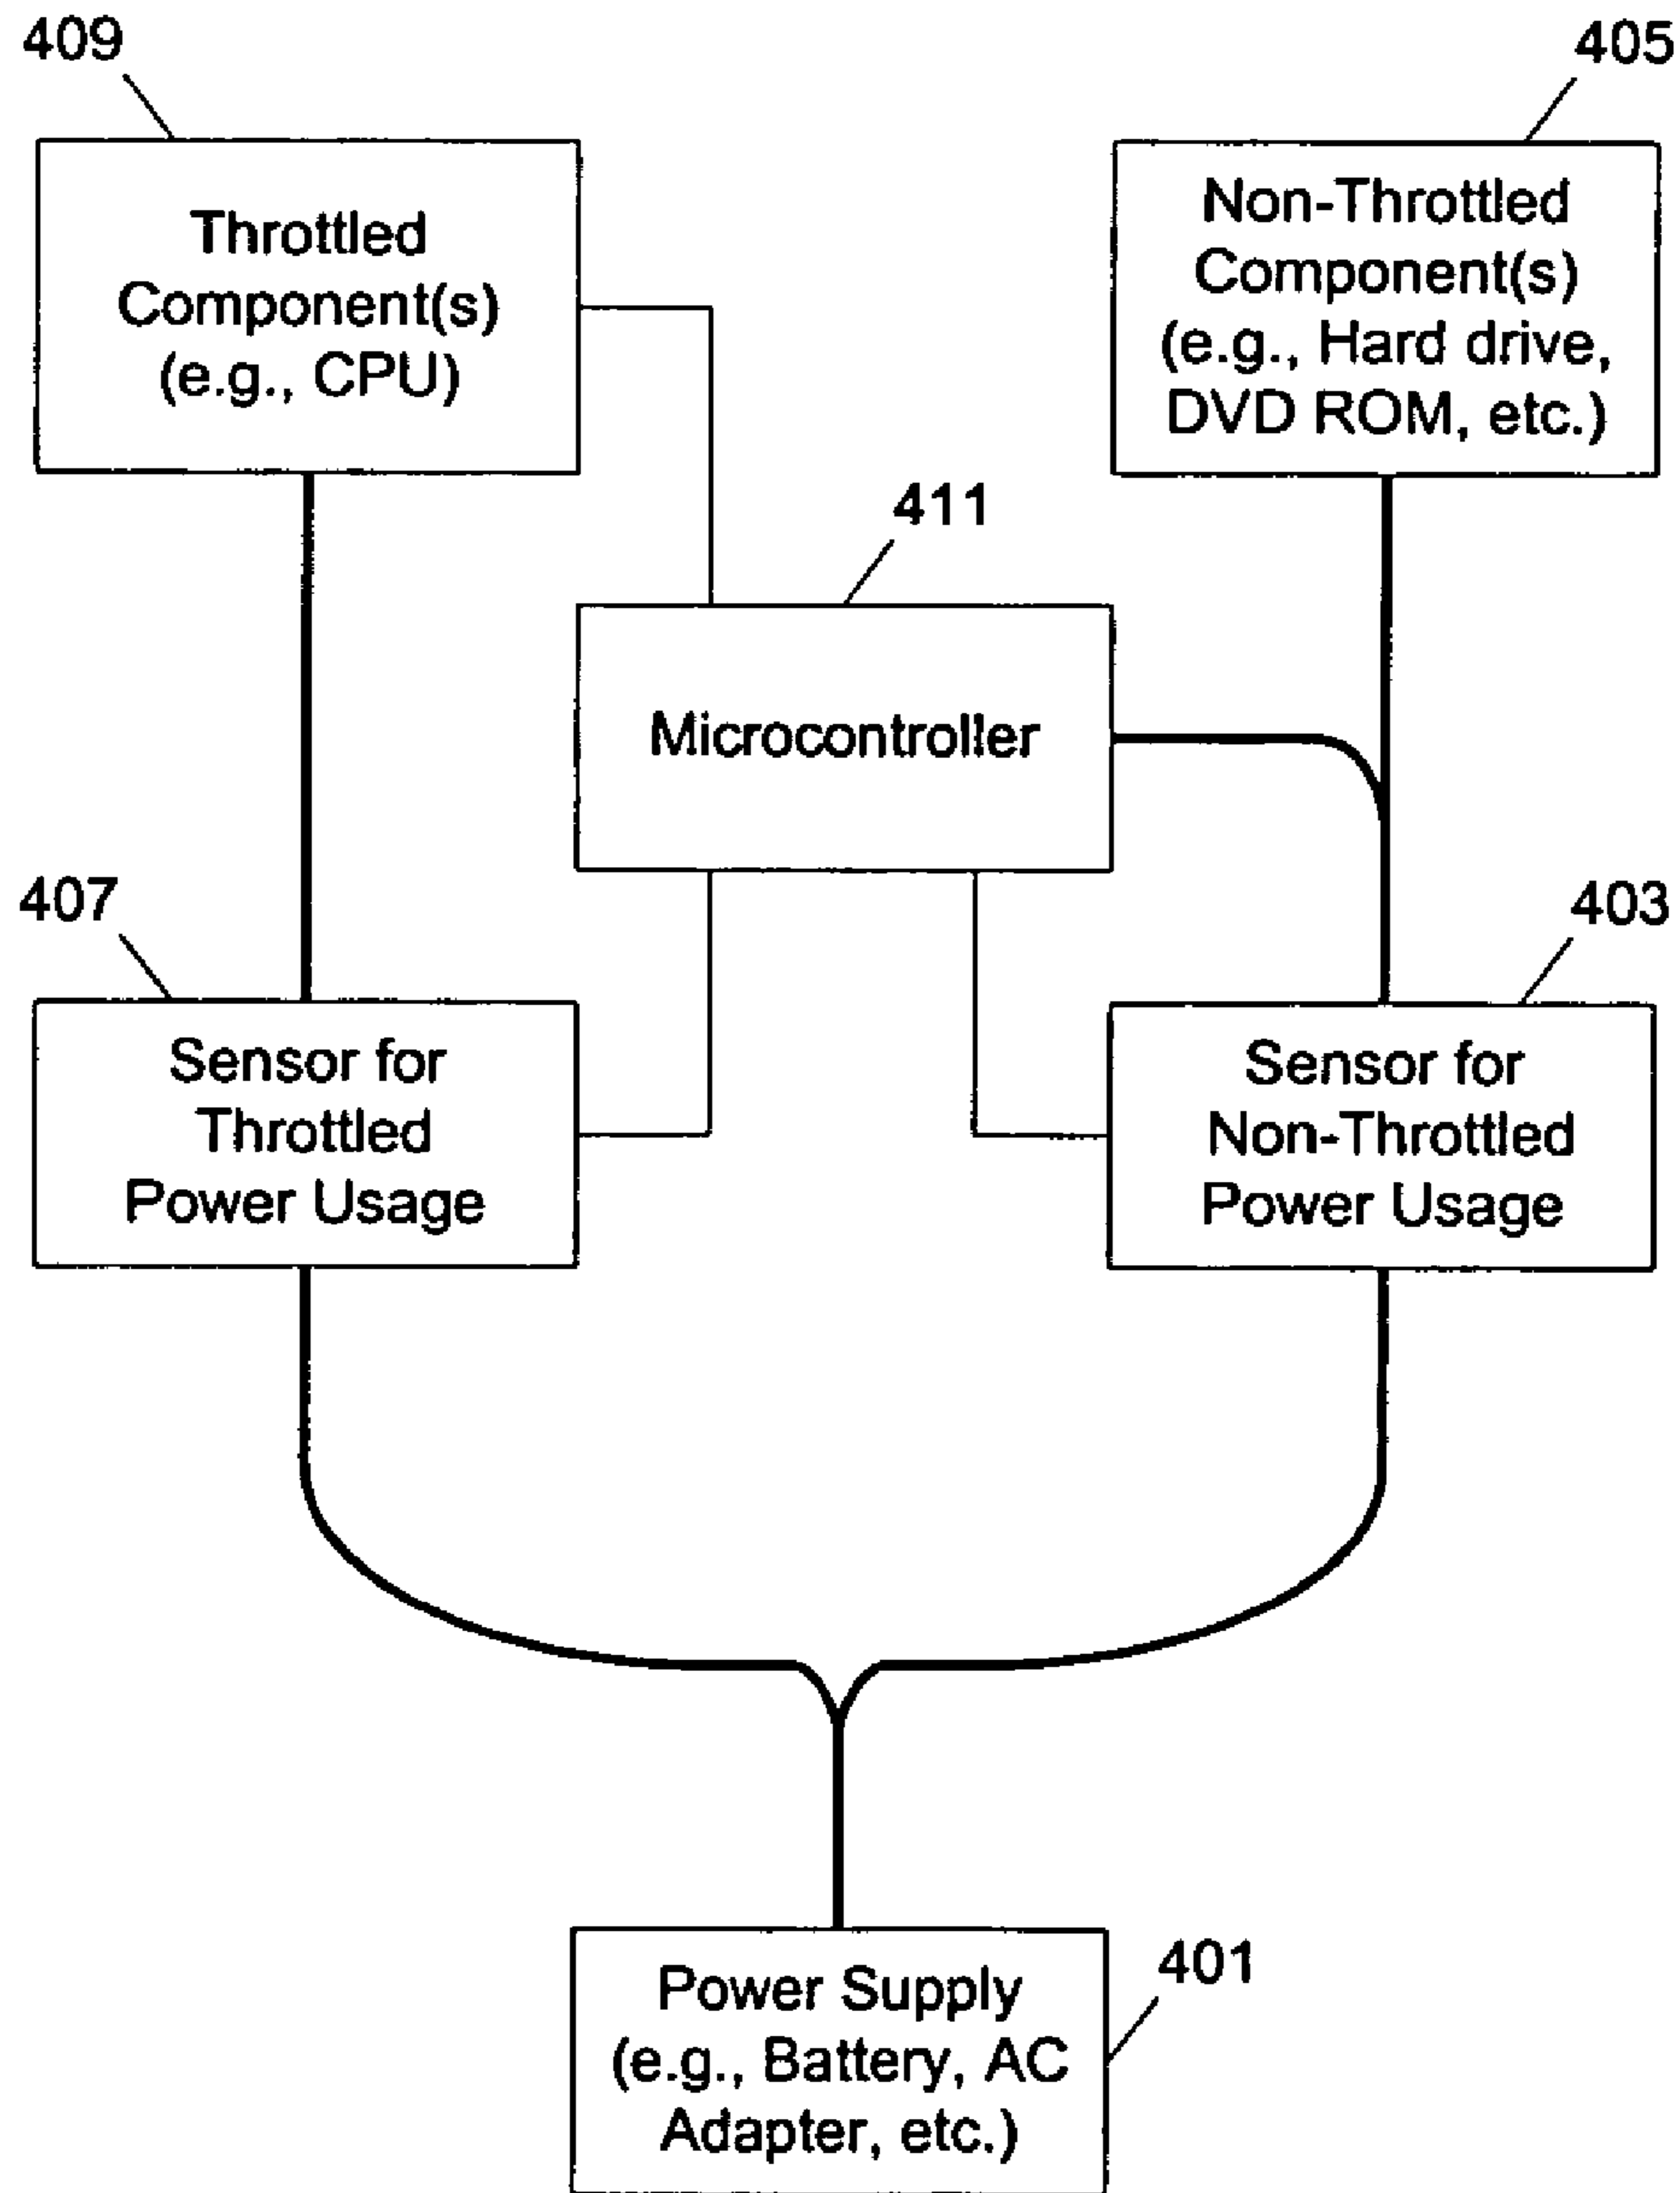 409
405
Throttled
Component(s)
(e.g., CPU)
Non-Throttled
Component(s)
(e.g., Hard drive,
DVD ROM, etc.)
411
Microcontroller
407
403
Sensor for
Throttled
Power Usage
Sensor for
Non-Throttled
Power Usage
401
Power Supply
(e.g., Battery, AC
Adapter, etc.)